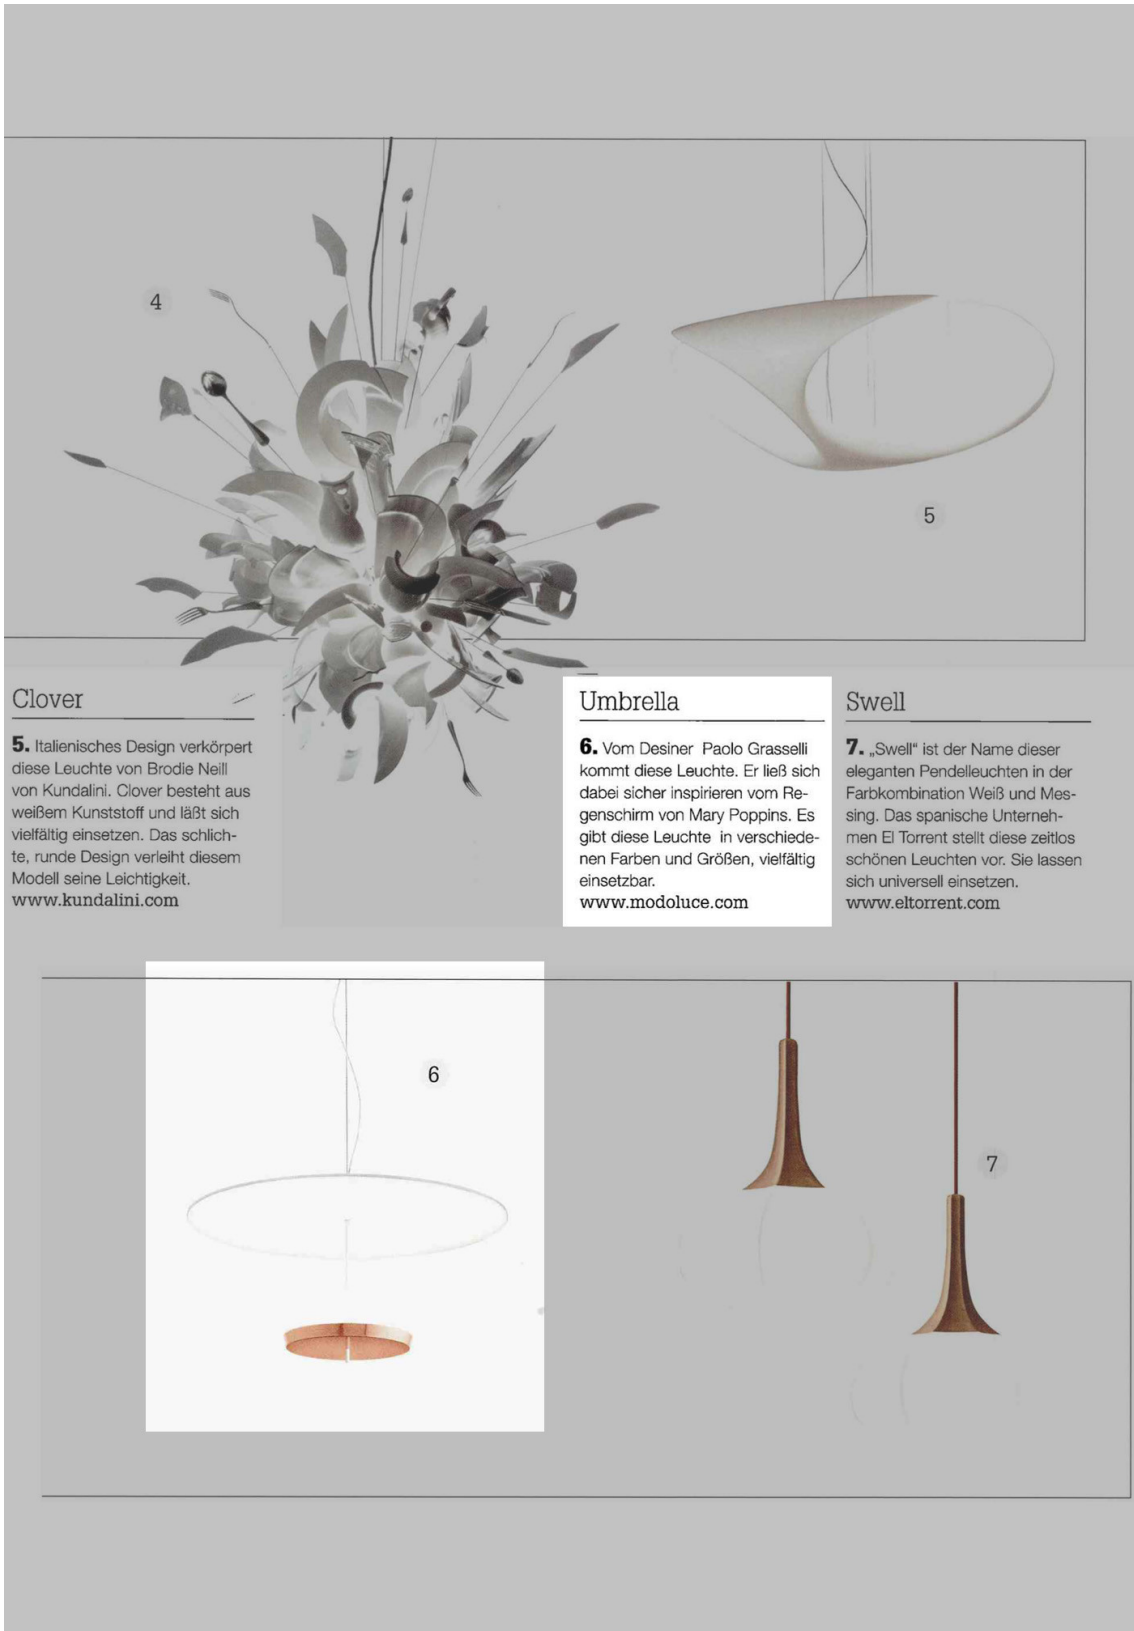 4
5
Clover
5. Italienisches Design verkörpert
diese Leuchte von Brodie Neill
von Kundalini. Clover besteht aus
weißem Kunststoff und läßt sich
vielfältig einsetzen. Das schlich-
te, runde Design verleiht diesem
Modell seine Leichtigkeit.
www.kundalini.com
Umbrella
6. Vom Desiner Paolo Grasselli
kommt diese Leuchte. Er ließ sich
dabei sicher inspirieren vom Re-
genschirm von Mary Poppins. Es
gibt diese Leuchte in verschiede-
nen Farben und Größen, vielfältig
einsetzbar.
www.modoluce.com
Swell
7. „Swell“ ist der Name dieser
eleganten Pendelleuchten in der
Farbkombination Weiß und Mes-
sing. Das spanische Unterneh-
men El Torrent stellt diese zeitlos
schönen Leuchten vor. Sie lassen
sich universell einsetzen.
www.eltorrent.com
6
7